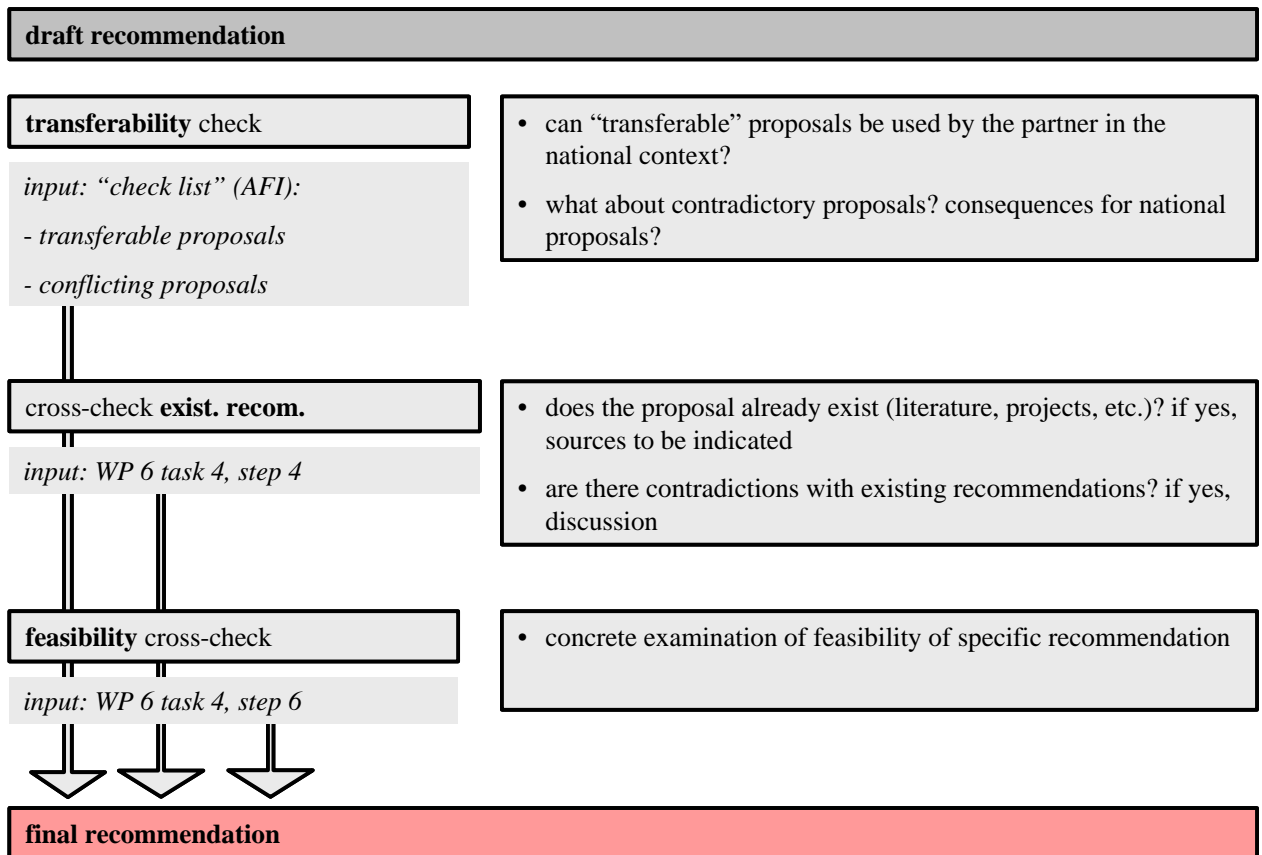 draft recommendation
transferability check
input: “check list” (AFI):
- transferable proposals
- conflicting proposals
• can “transferable” proposals be used by the partner in the
national context?
• what about contradictory proposals? consequences for national
proposals?
cross-check exist. recom.
input: WP 6 task 4, step 4
• does the proposal already exist (literature, projects, etc.)? if yes,
sources to be indicated
• are there contradictions with existing recommendations? if yes,
discussion
feasibility cross-check
input: WP 6 task 4, step 6
• concrete examination of feasibility of specific recommendation
final recommendation